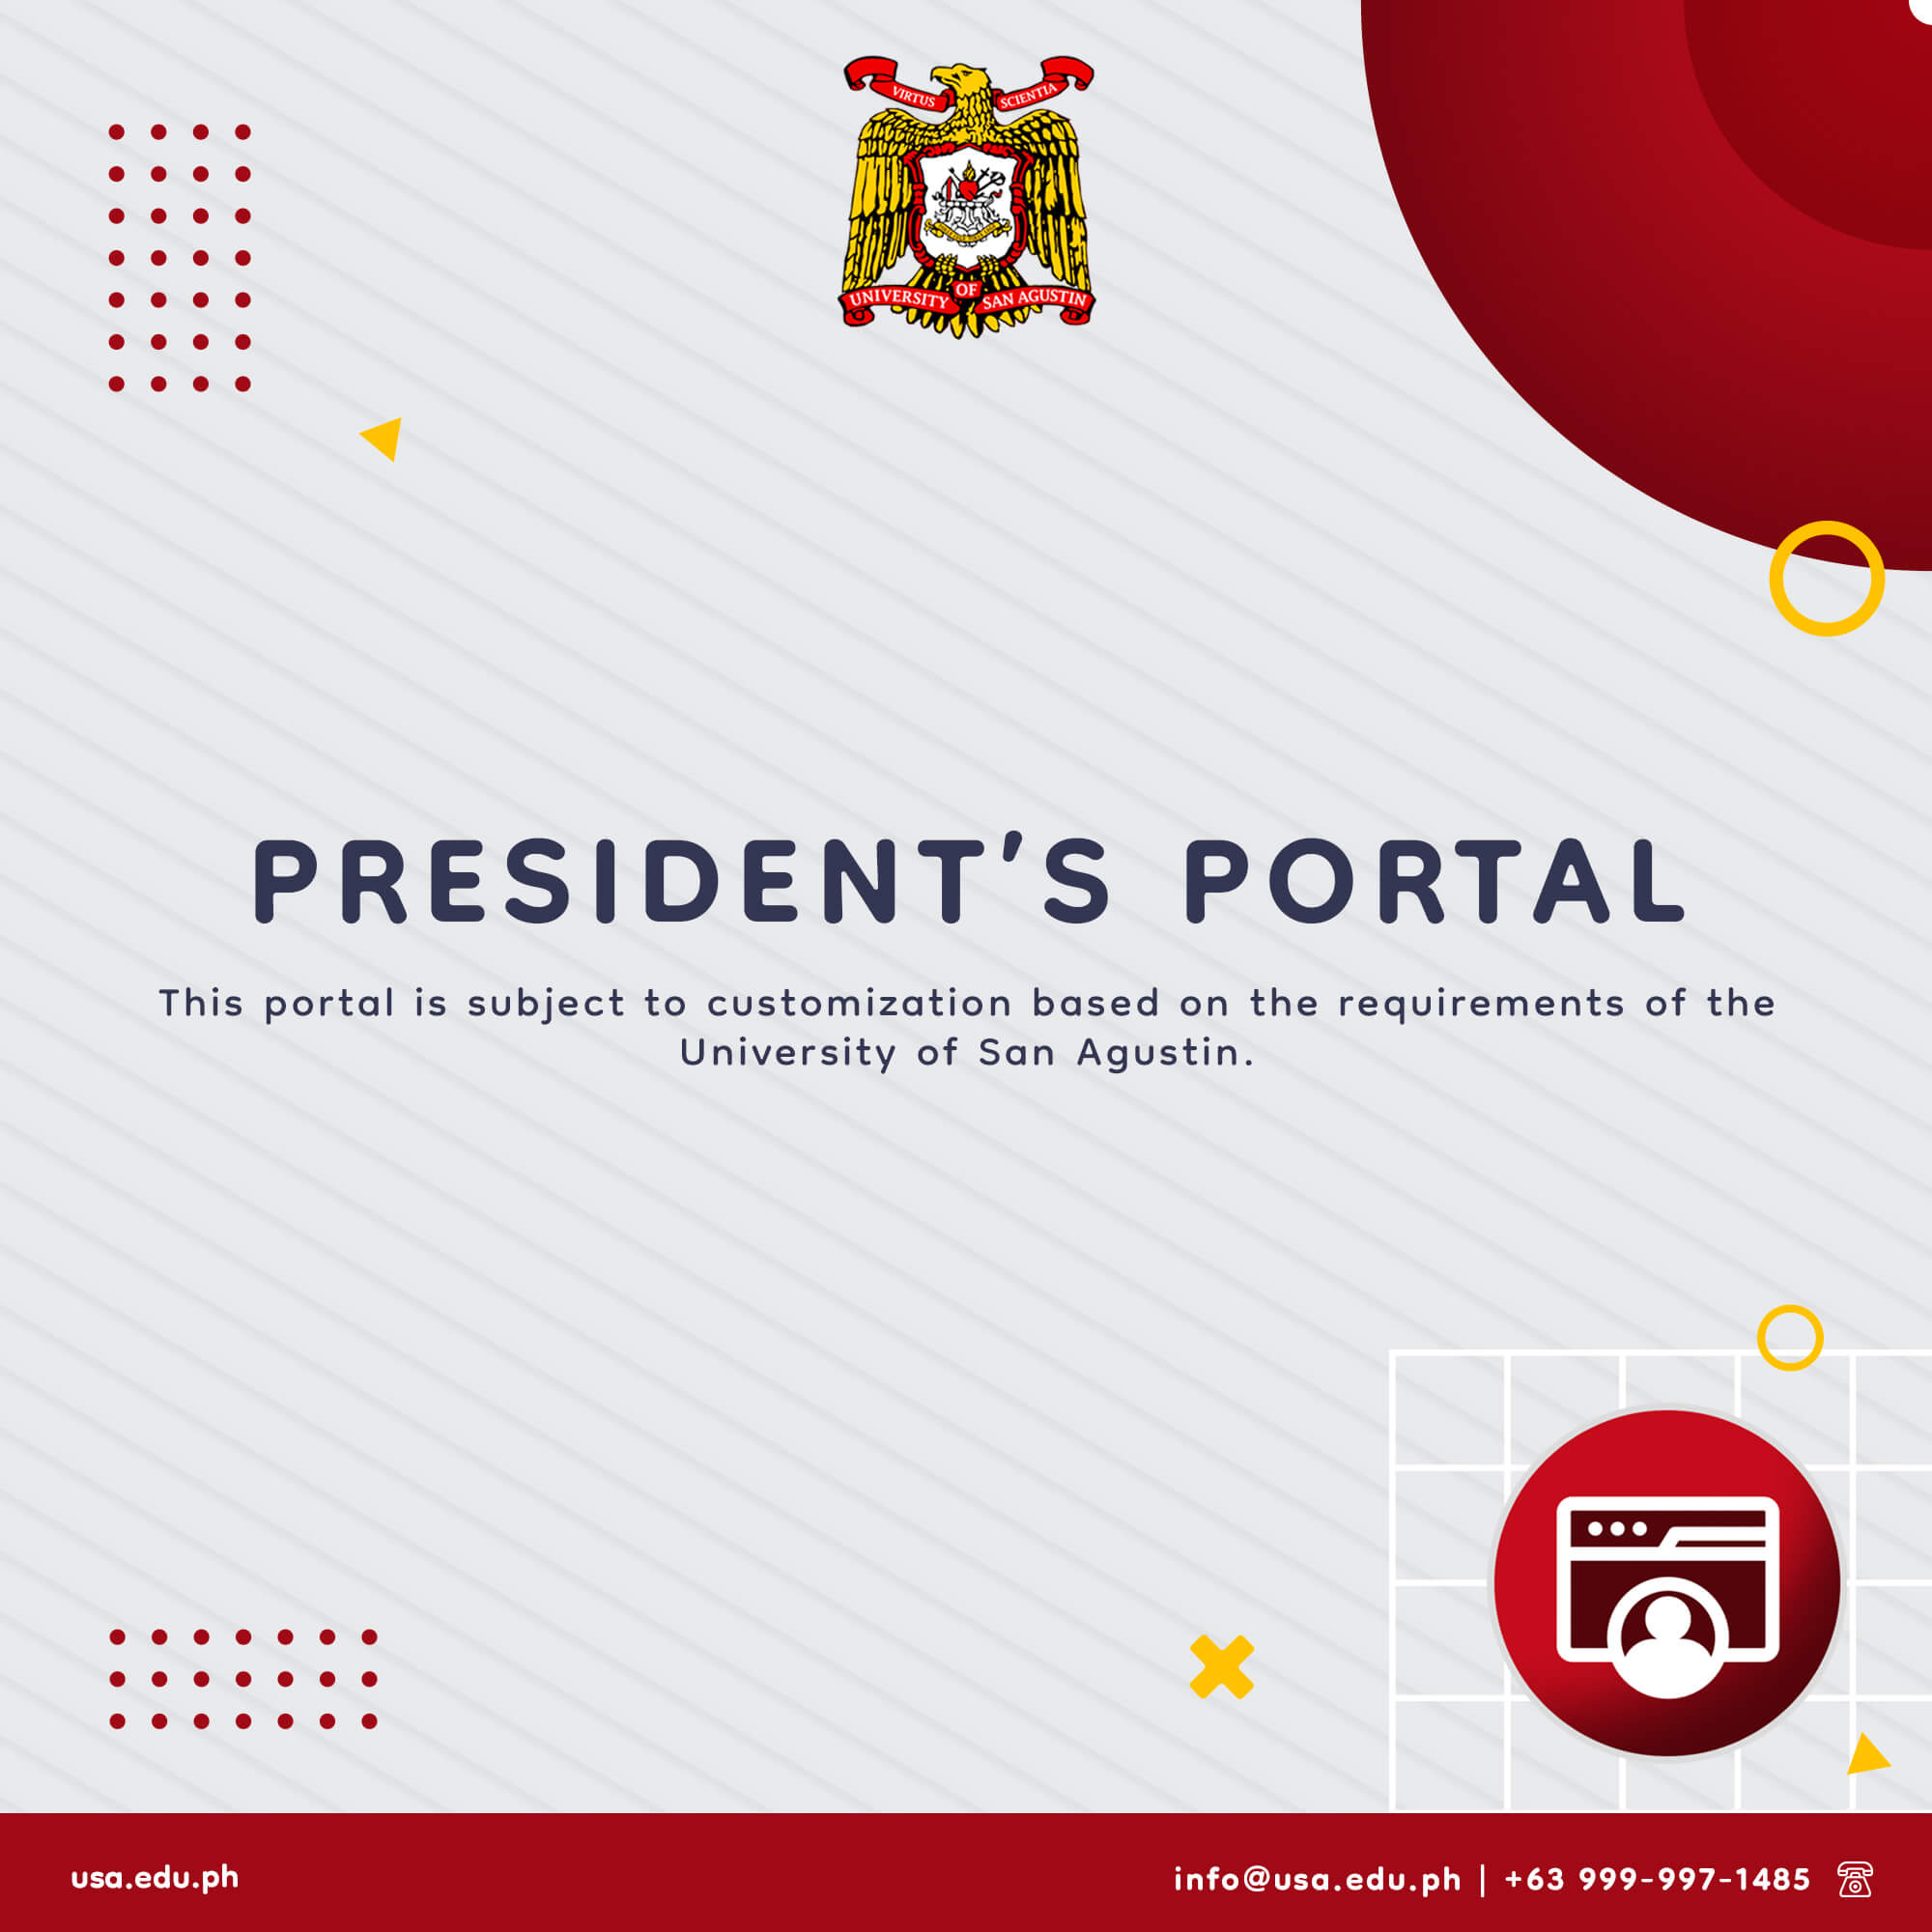 VIRTUS SCIENTIA
UNIVERSITY OF SAN AGUSTIN
PRESIDENT’S PORTAL
This portal is subject to customization based on the requirements of the
University of San Agustin.
usa.edu.ph
info@usa.edu.ph | +63 999-997-1485